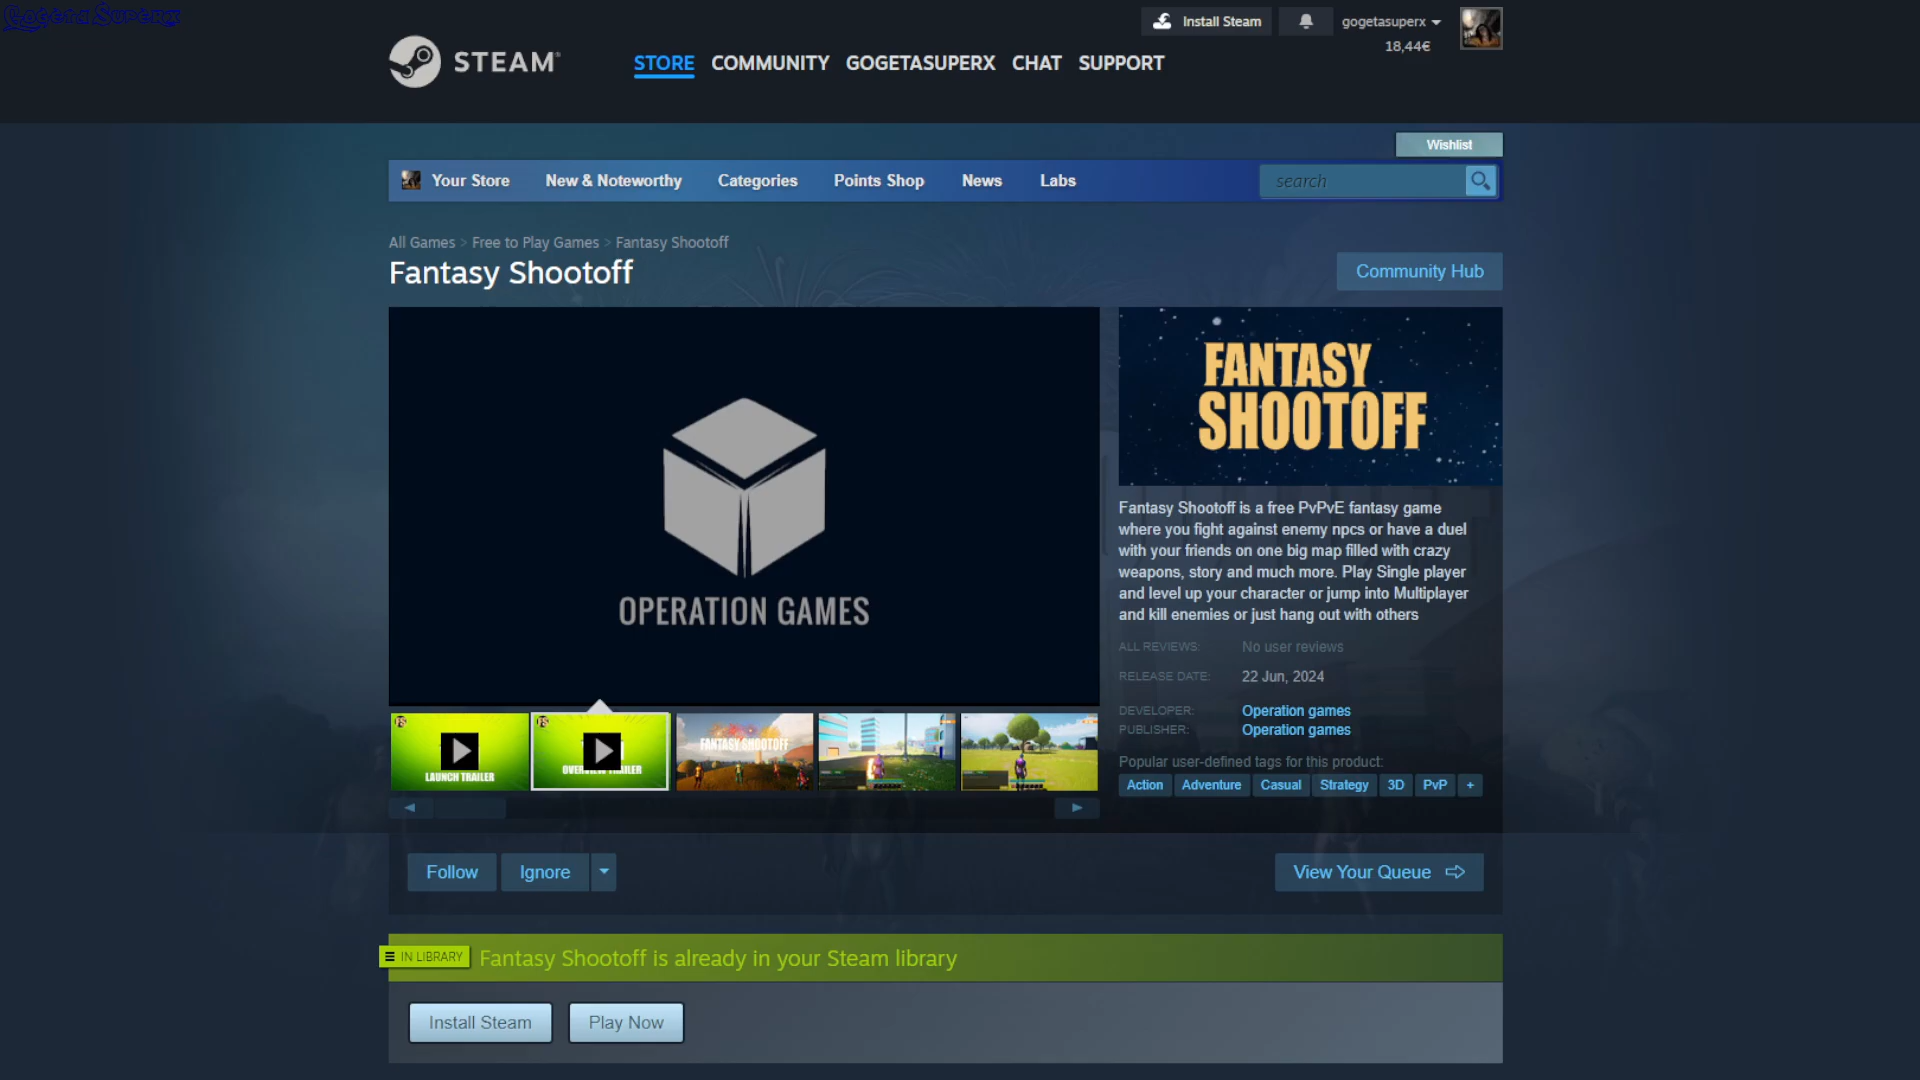 Gogeta Superx
Install Steam
gogetasuperx
18,44€
STEAM®
STORE COMMUNITY GOGETASUPERX CHAT SUPPORT
Wishlist
Your Store New & Noteworthy Categories Points Shop News Labs
search
All Games > Free to Play Games > Fantasy Shootoff
Fantasy Shootoff
Community Hub
OPERATION GAMES
FANTASY
SHOOTOFF
Fantasy Shootoff is a free PvPvE fantasy game
where you fight against enemy npcs or have a duel
with your friends on one big map filled with crazy
weapons, story and much more. Play Single player
and level up your character or jump into Multiplayer
and kill enemies or just hang out with others
ALL REVIEWS: No user reviews
RELEASE DATE: 22 Jun, 2024
DEVELOPER: Operation games
PUBLISHER: Operation games
Popular user-defined tags for this product:
Action Adventure Casual Strategy 3D PvP +
FS
LAUNCH TRAILER
FS
TRAILER
FANTASY SHOOTOFF
Follow Ignore
View Your Queue
IN LIBRARY
Fantasy Shootoff is already in your Steam library
Install Steam Play Now